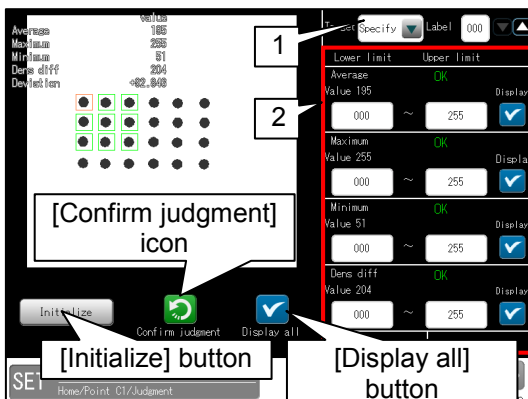 Value
Average 195
Maximum 255
Minimum 51
Dens diff 204
Deviation +82.848
1
Specify
Label 000
2
Lower limit Upper limit
Average OK
Value 195 Display
000 ~ 255
Maximum OK
Value 255 Displa
000 ~ 255
Minimum OK
Value 51 Display
000 ~ 255
Dens diff OK
Value 204 Display
000 ~ 255
[Confirm judgment]
icon
Initialize
Confirm judgment
Display all
[Initialize] button
[Display all]
button
SET
Home/Point C1/Judgment